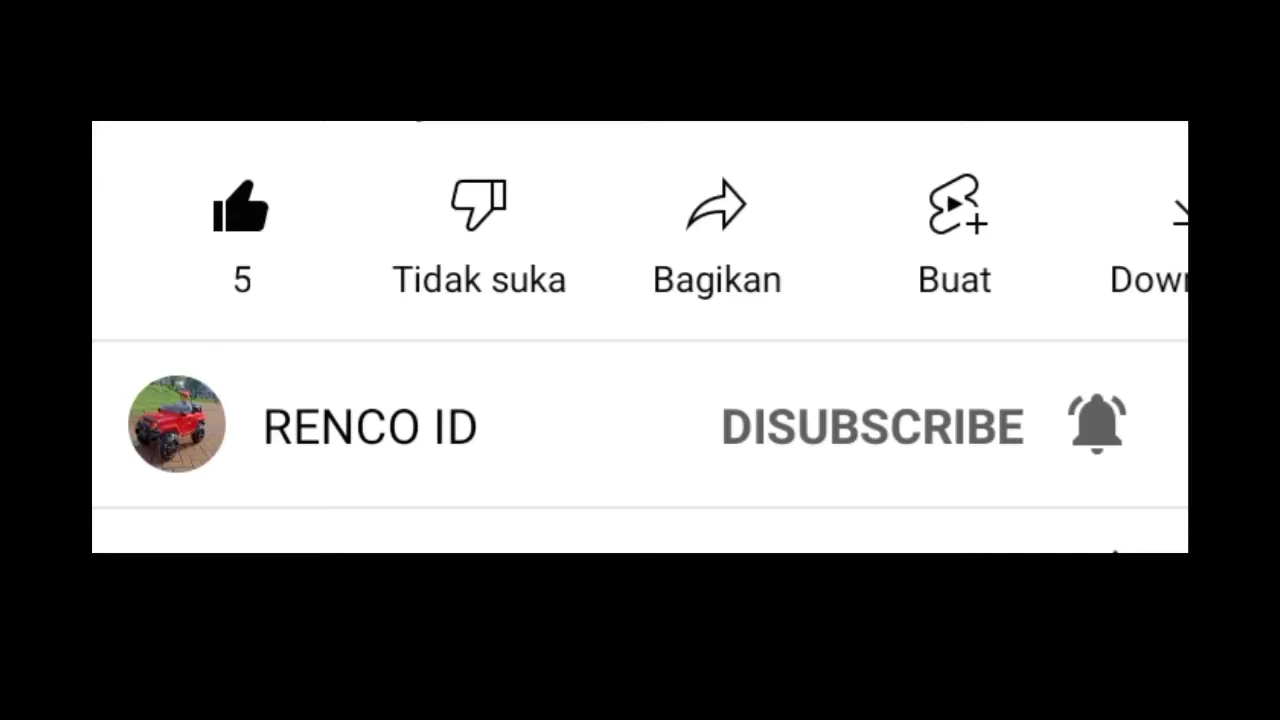 5
Tidak suka
Bagikan
Buat
RENCO ID
DISUBSCRIBE